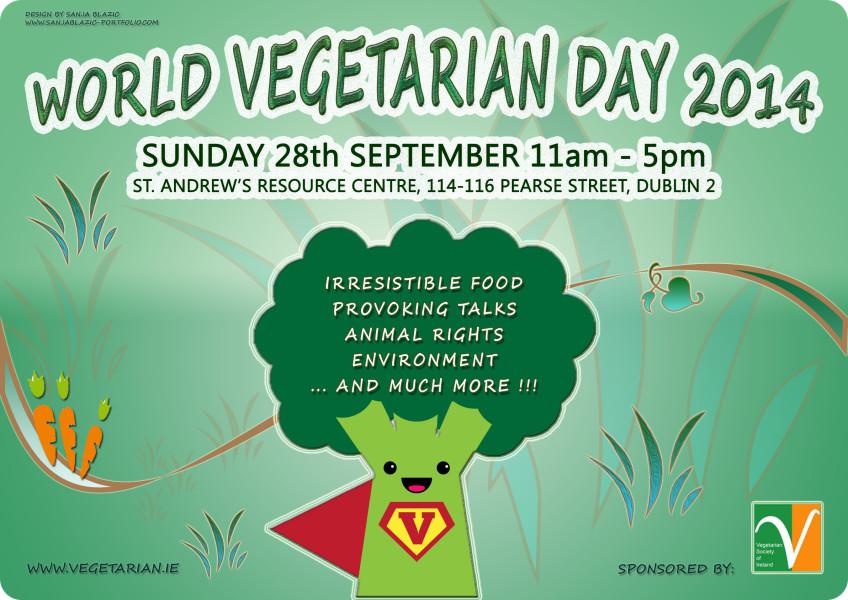 DESIGN BY SANJA BLAZIC
WWW.SANJABLAZIC-PORTFOLIO.COM
WORLD VEGETARIAN DAY 2014
SUNDAY 28th SEPTEMBER 11am - 5pm
ST. ANDREW'S RESOURCE CENTRE, 114-116 PEARSE STREET, DUBLIN 2
IRRESISTIBLE FOOD
PROVOKING TALKS
ANIMAL RIGHTS
ENVIRONMENT
... AND MUCH MORE !!!
V
WWW.VEGETARIAN.IE
SPONSORED BY:
Vegetarian
Society
of
Ireland